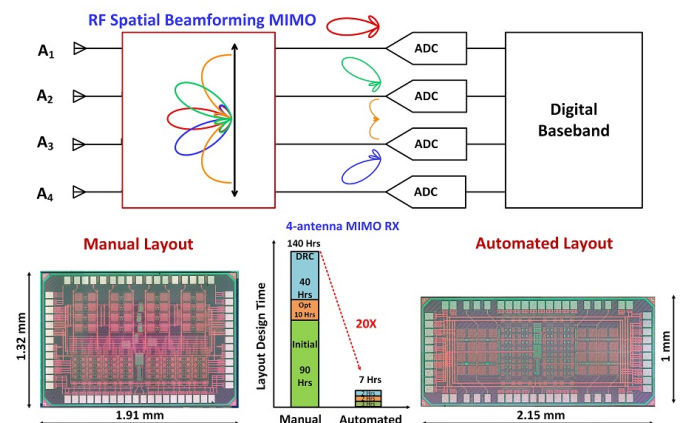 RF Spatial Beamforming MIMO
A1
A2
A3
A4
ADC
ADC
ADC
ADC
Digital
Baseband
4-antenna MIMO RX
Manual Layout
1.32 mm
1.91 mm
Layout Design Time
140 Hrs
DRC
40
Hrs
Opt
10 Hrs
Initial
90
Hrs
20X
7 Hrs
2 Hrs
Manual
Automated
Automated Layout
1 mm
2.15 mm